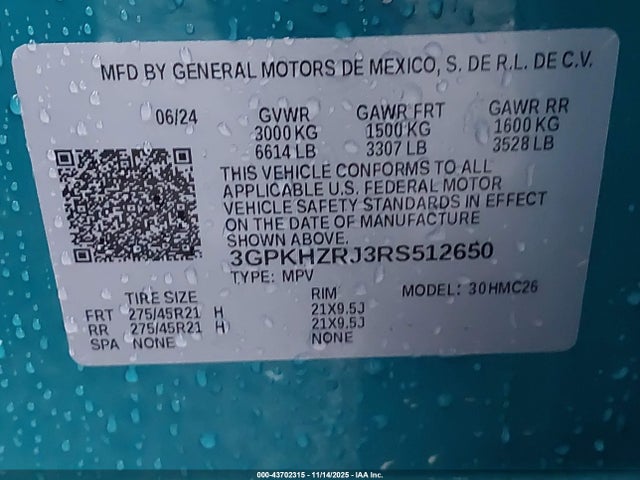 MFD BY GENERAL MOTORS DE MEXICO, S. DE R.L. DE C.V.
06/24 GVWR GAWR FRT GAWR RR
3000 KG 1500 KG 1600 KG
6614 LB 3307 LB 3528 LB
THIS VEHICLE CONFORMS TO ALL
APPLICABLE U.S. FEDERAL MOTOR
VEHICLE SAFETY STANDARDS IN EFFECT
ON THE DATE OF MANUFACTURE
SHOWN ABOVE.
3GPKHZRJ3RS512650
TYPE: MPV
TIRE SIZE RIM MODEL: 30HMC26
FRT 275/45R21 H 21X9.5J
RR 275/45R21 H 21X9.5J
SPA NONE NONE
000-43702315 - 11/14/2025 - IAA Inc.